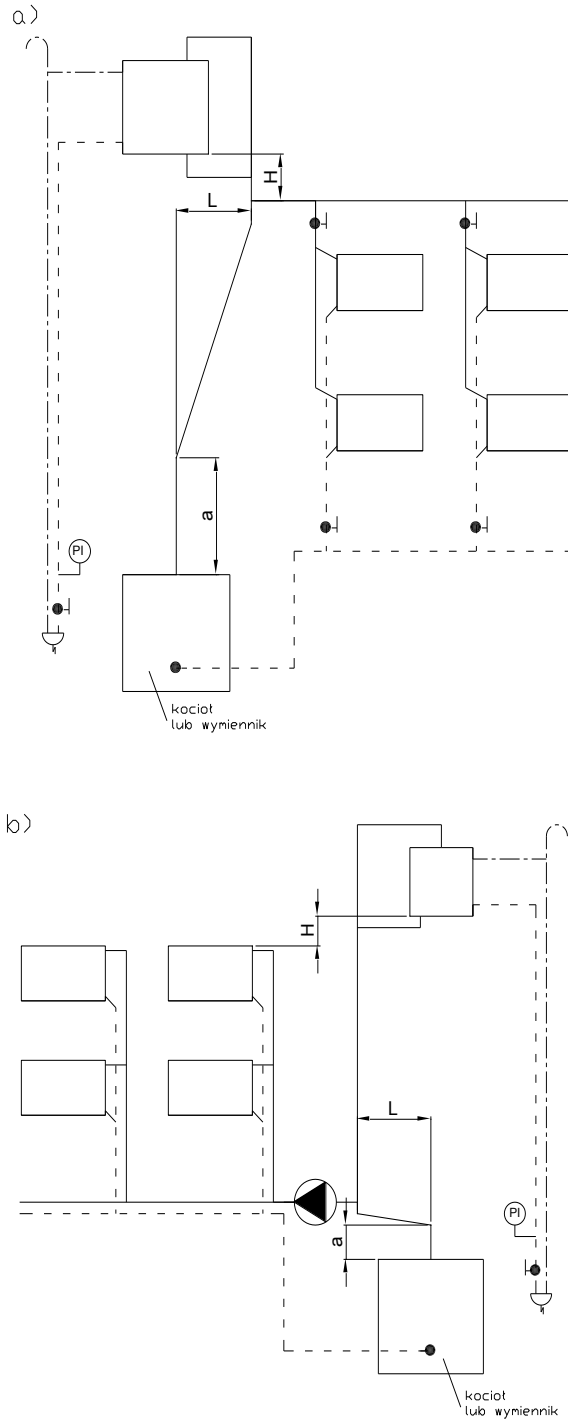 a)
H
L
a
PI
kocioł
lub wymiennik
b)
H
L
PI
a
kocioł
lub wymiennik